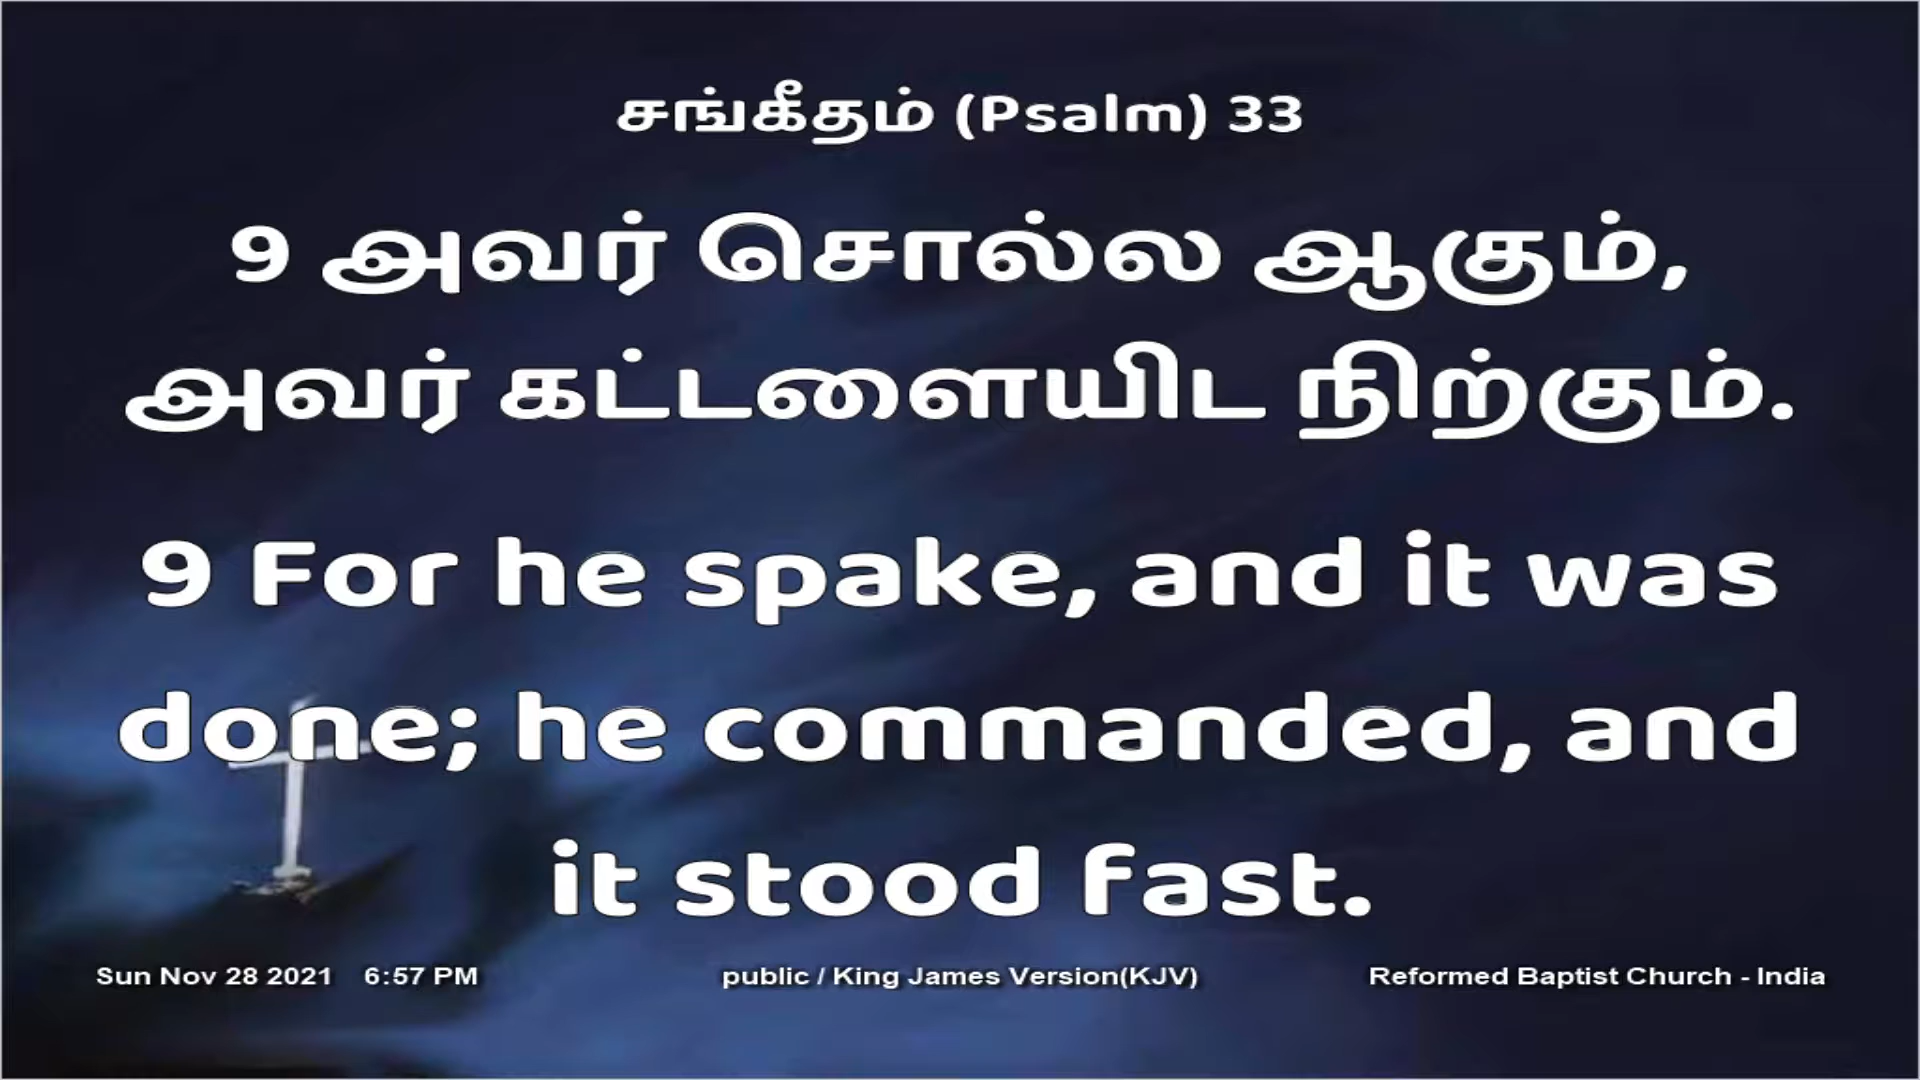 சங்கீதம் (Psalm) 33
9 அவர் சொல்ல ஆகும்,
அவர் கட்டளையிட நிற்கும்.
9 For he spake, and it was
done; he commanded, and
it stood fast.
Sun Nov 28 2021 6:57 PM public / King James Version(KJV) Reformed Baptist Church - India